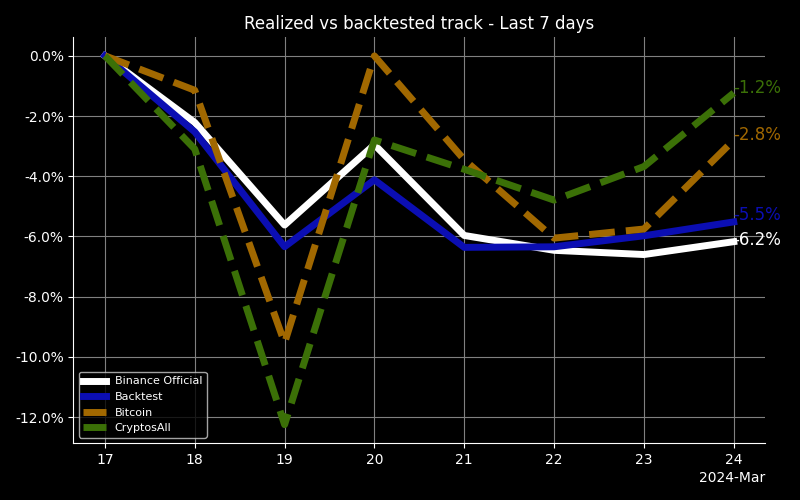 Realized vs backtested track - Last 7 days
0.0%
-2.0%
-4.0%
-6.0%
-8.0%
-10.0%
-12.0%
-1.2%
-2.8%
-5.5%
-6.2%
Binance Official
Backtest
Bitcoin
CryptosAll
17 18 19 20 21 22 23 24
2024-Mar